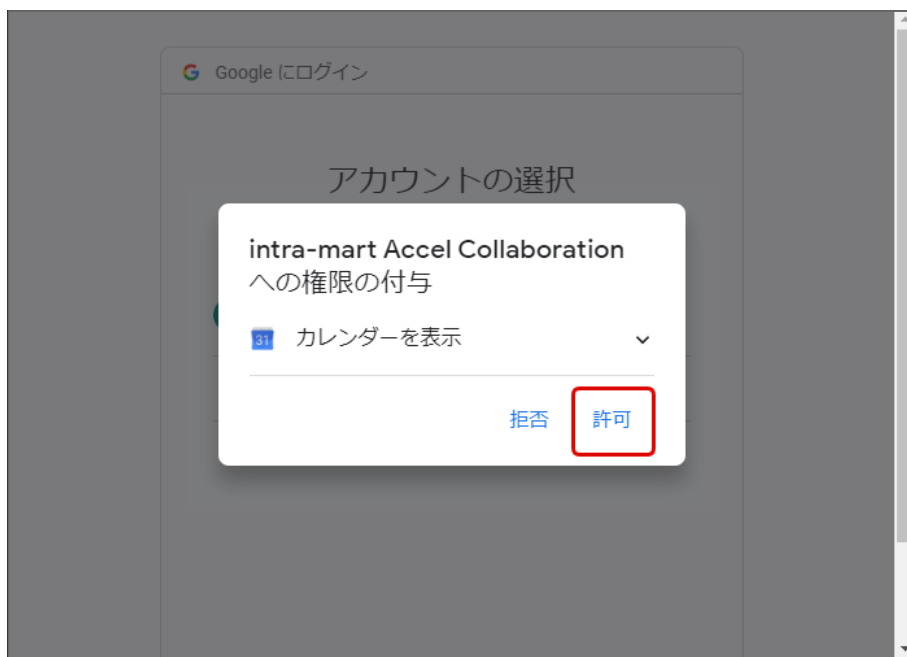 Google にログイン
アカウントの選択
intra-mart Accel Collaboration
への権限の付与
31 カレンダーを表示
拒否 許可